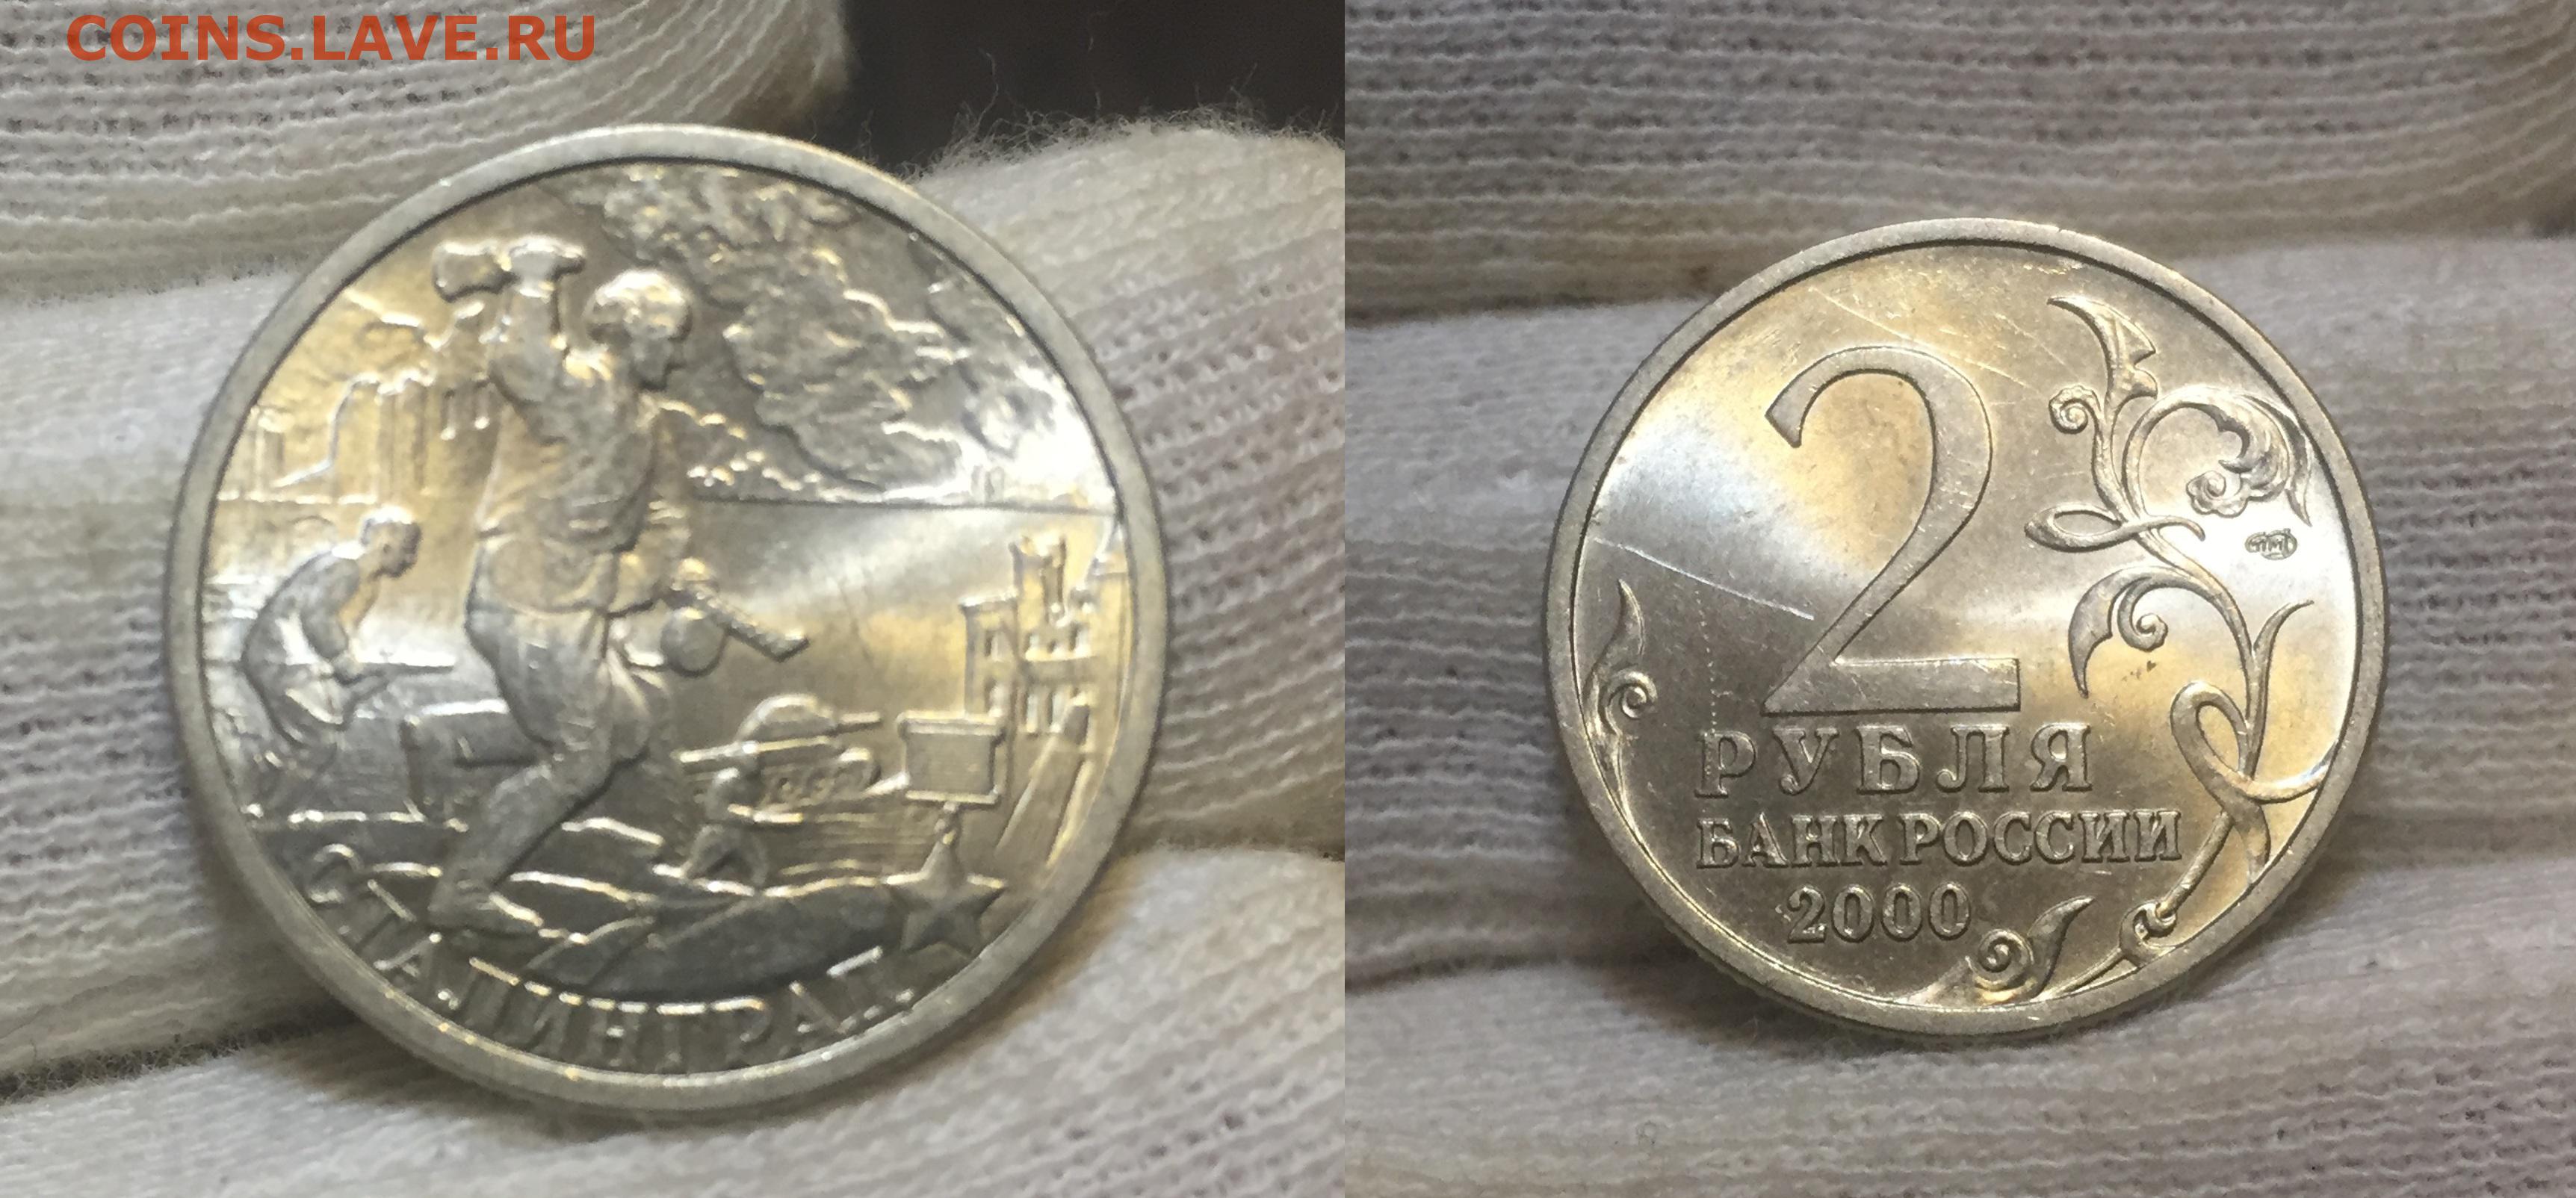 COINS.LAVE.RU
СТАЛИНГРАД
2
РУБЛЯ
БАНК РОССИИ
2000